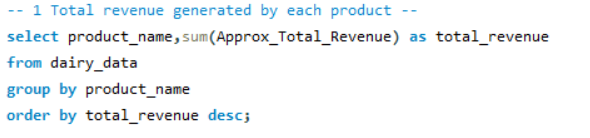 -- 1 Total revenue generated by each product --
select product_name,sum(Approx_Total_Revenue) as total_revenue
from dairy_data
group by product_name
order by total_revenue desc;